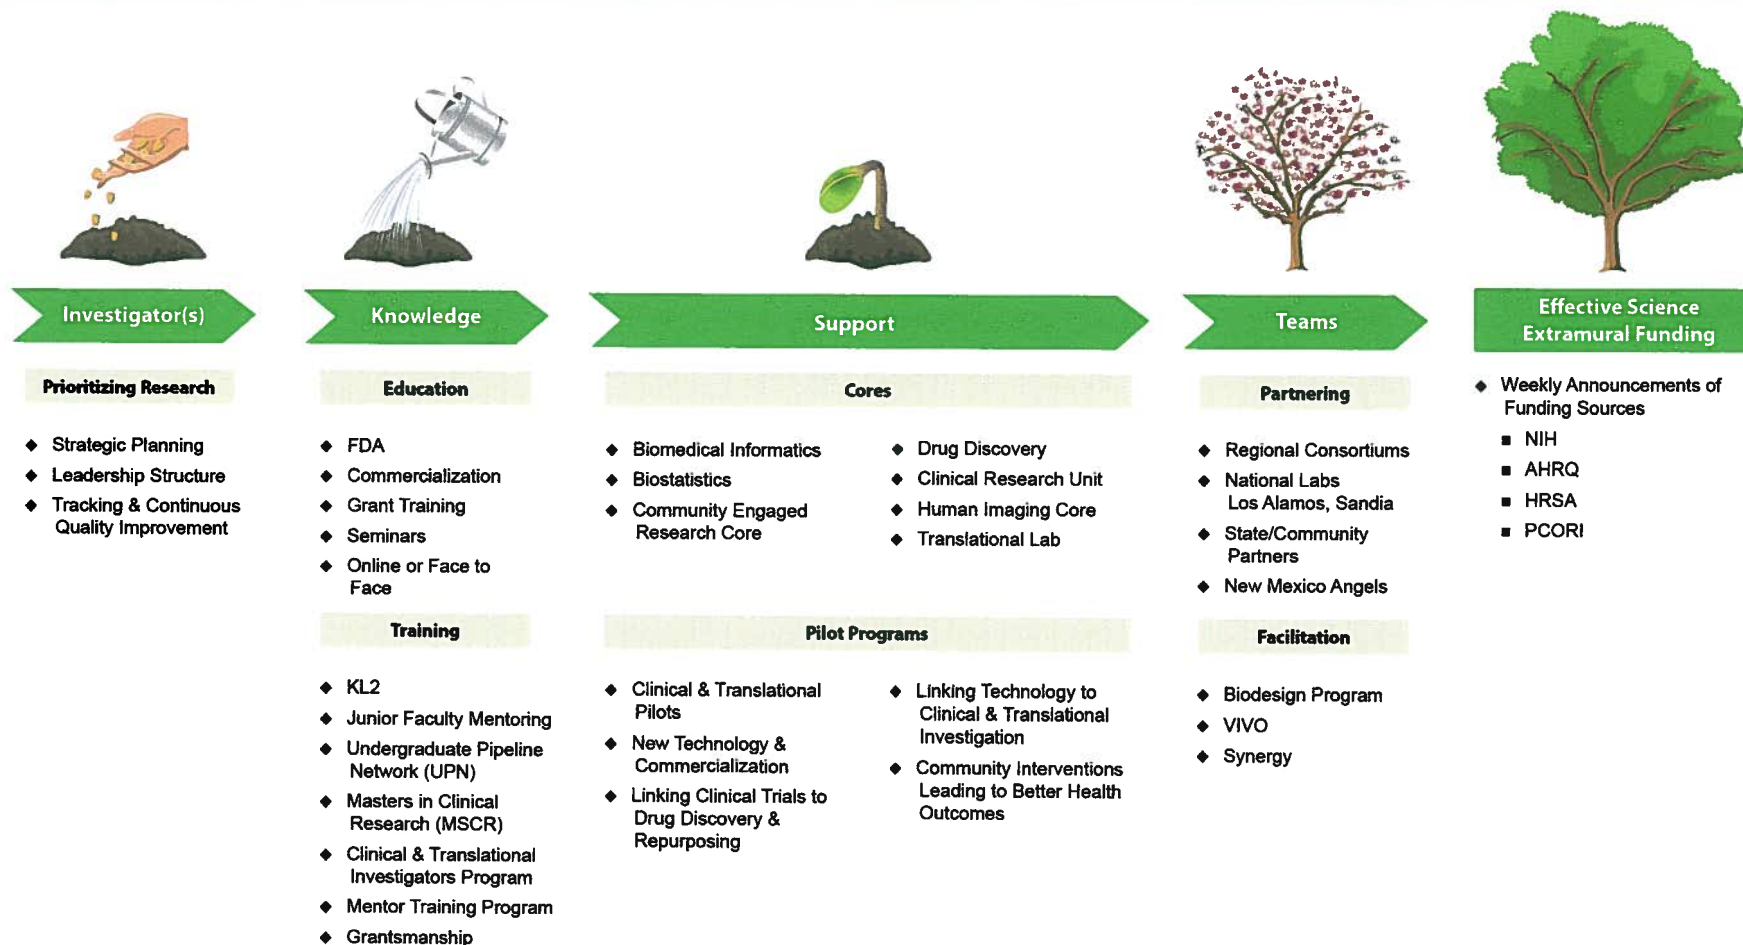 Investigator(s)
Prioritizing Research
◆ Strategic Planning
◆ Leadership Structure
◆ Tracking & Continuous
Quality Improvement
Knowledge
Education
◆ FDA
◆ Commercialization
◆ Grant Training
◆ Seminars
◆ Online or Face to
Face
Training
◆ KL2
◆ Junior Faculty Mentoring
◆ Undergraduate Pipeline
Network (UPN)
◆ Masters in Clinical
Research (MSCR)
◆ Clinical & Translational
Investigators Program
◆ Mentor Training Program
◆ Grantsmanship
Support
Cores
◆ Biomedical Informatics
◆ Biostatistics
◆ Community Engaged
Research Core
◆ Drug Discovery
◆ Clinical Research Unit
◆ Human Imaging Core
◆ Translational Lab
Pilot Programs
◆ Clinical & Translational
Pilots
◆ New Technology &
Commercialization
◆ Linking Clinical Trials to
Drug Discovery &
Repurposing
◆ Linking Technology to
Clinical & Translational
Investigation
◆ Community Interventions
Leading to Better Health
Outcomes
Teams
Partnering
◆ Regional Consortiums
◆ National Labs
Los Alamos, Sandia
◆ State/Community
Partners
◆ New Mexico Angels
Facilitation
◆ Biodesign Program
◆ VIVO
◆ Synergy
Effective Science
Extramural Funding
◆ Weekly Announcements of
Funding Sources
■ NIH
■ AHRQ
■ HRSA
■ PCORI